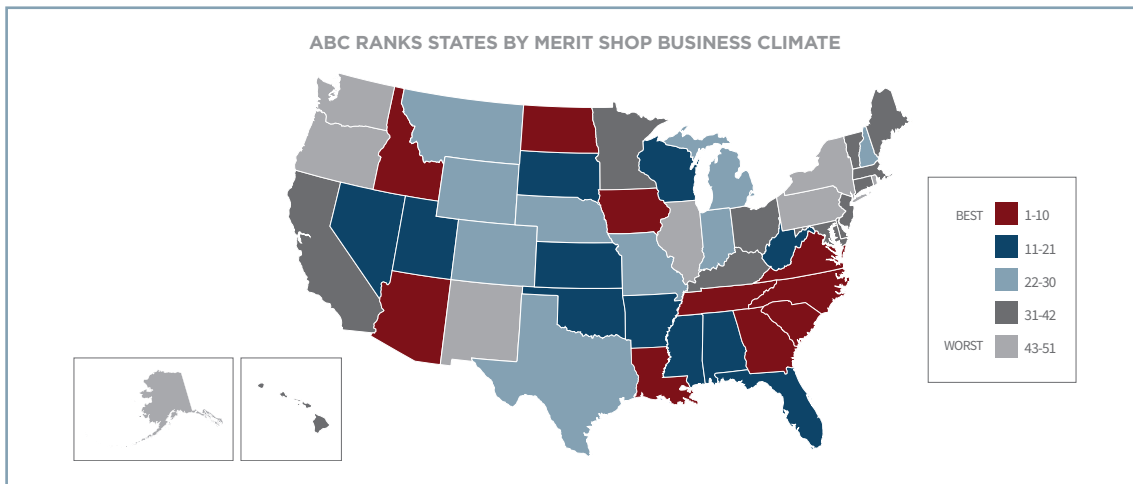 ABC RANKS STATES BY MERIT SHOP BUSINESS CLIMATE
BEST 1-10
11-21
22-30
31-42
WORST 43-51